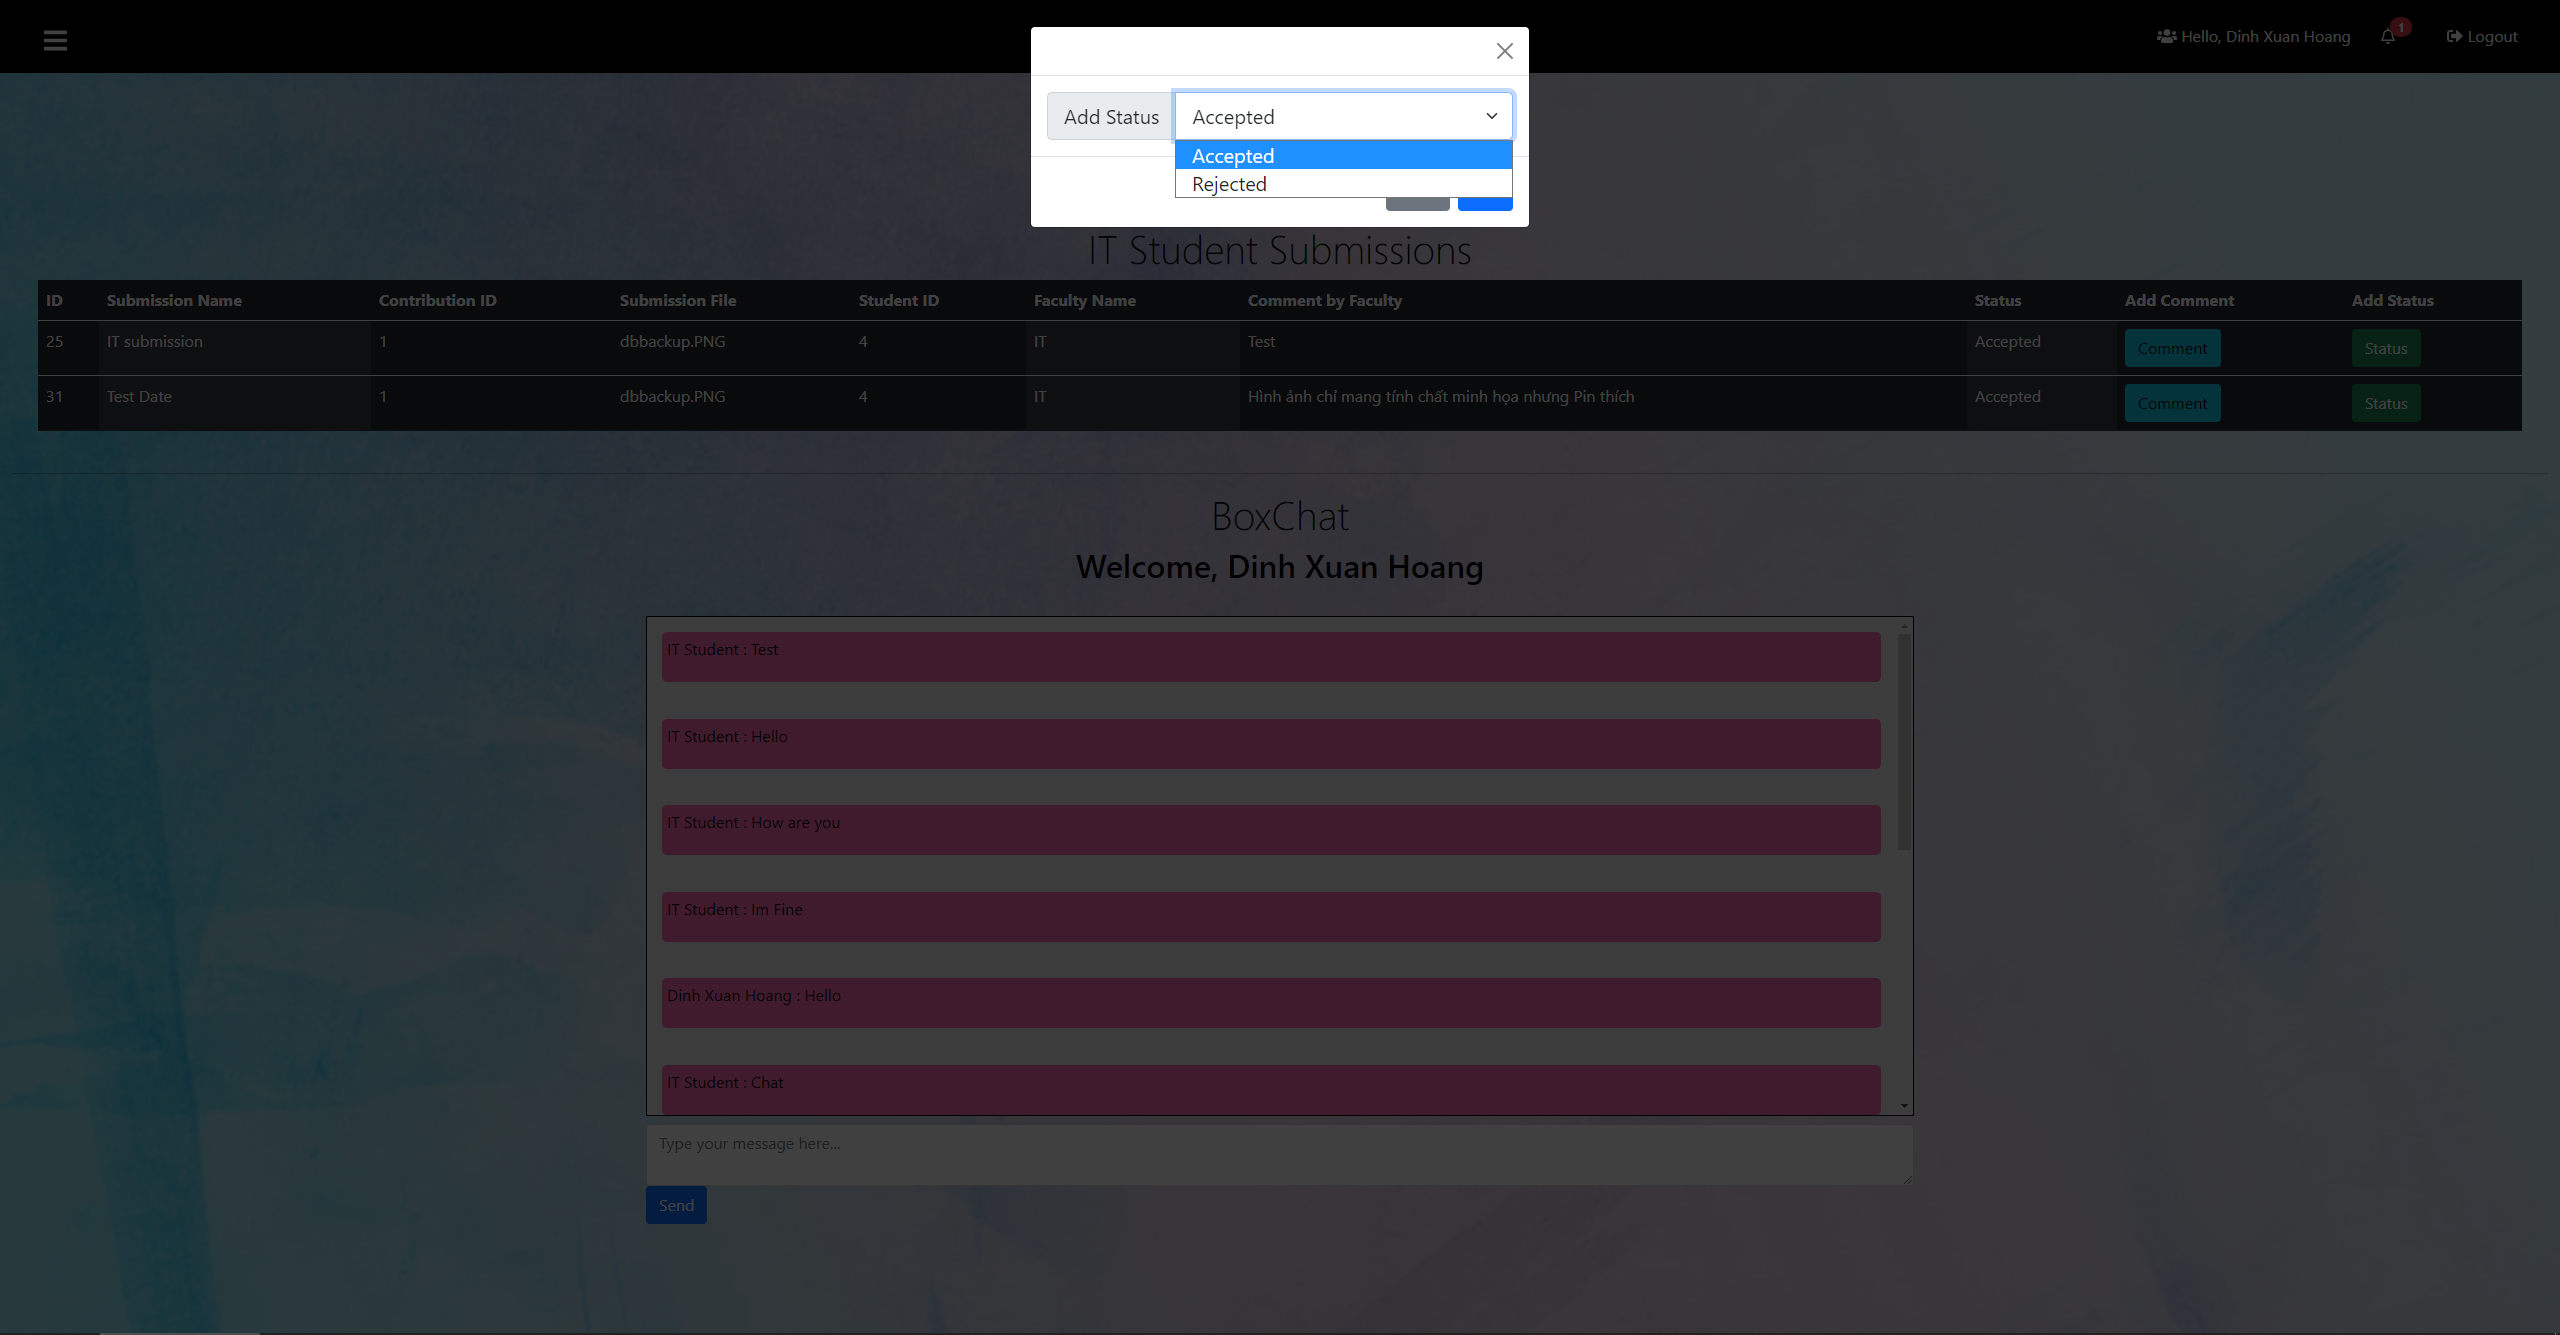 Hello, Dinh Xuan Hoang 1 Logout
Add Status Accepted
Accepted
Rejected
IT Student Submissions
ID Submission Name Contribution ID Submission File Student ID Faculty Name Comment by Faculty Status Add Comment Add Status
25 IT submission 1 dbbackup.PNG 4 IT Test Accepted Comment Status
31 Test Date 1 dbbackup.PNG 4 IT Hình ảnh chỉ mang tính chất minh họa nhưng Pin thích Accepted Comment Status
BoxChat
Welcome, Dinh Xuan Hoang
IT Student : Test
IT Student : Hello
IT Student : How are you
IT Student : Im Fine
Dinh Xuan Hoang : Hello
IT Student : Chat
Type your message here...
Send